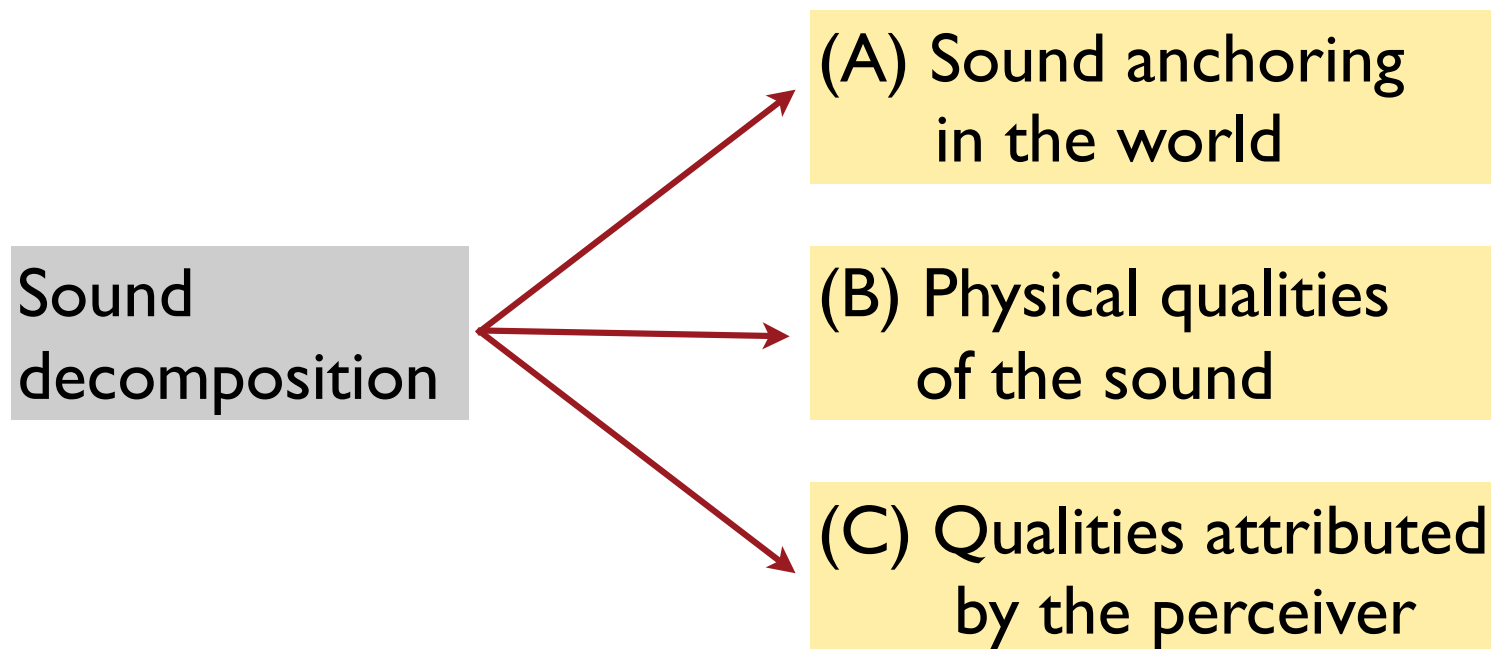 Sound
decomposition
(A) Sound anchoring
in the world
(B) Physical qualities
of the sound
(C) Qualities attributed
by the perceiver